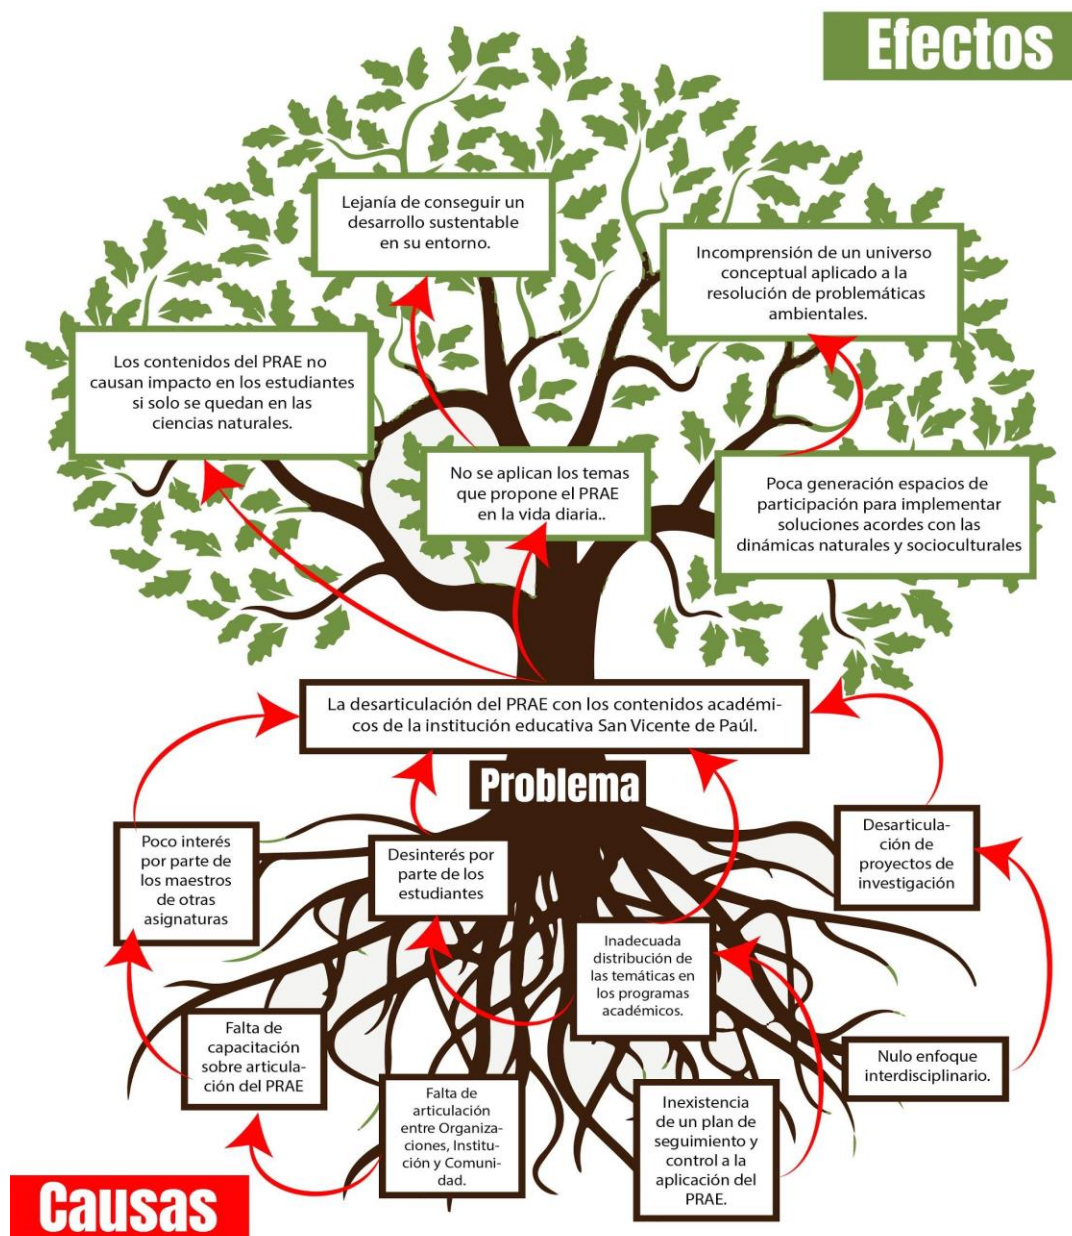 Efectos
Lejanía de conseguir un
desarrollo sustentable
en su entorno.
Incomprensión de un universo
conceptual aplicado a la
resolución de problemáticas
ambientales.
Los contenidos del PRAE no
causan impacto en los estudiantes
si solo se quedan en las
ciencias naturales.
No se aplican los temas
que propone el PRAE
en la vida diaria..
Poca generación espacios de
participación para implementar
soluciones acordes con las
dinámicas naturales y socioculturales
La desarticulación del PRAE con los contenidos académi-
cos de la institución educativa San Vicente de Paúl.
Problema
Poco interés
por parte de
los maestros
de otras
asignaturas
Desinterés por
parte de los
estudiantes
Desarticula-
ción de
proyectos de
investigación
Inadecuada
distribución de
las temáticas en
los programas
académicos.
Falta de
capacitación
sobre articula-
ción del PRAE
Nulo enfoque
interdisciplinario.
Falta de
articulación
entre Organiza-
ciones, Institu-
ción y Comuni-
dad.
Inexistencia
de un plan de
seguimiento y
control a la
aplicación del
PRAE.
Causas